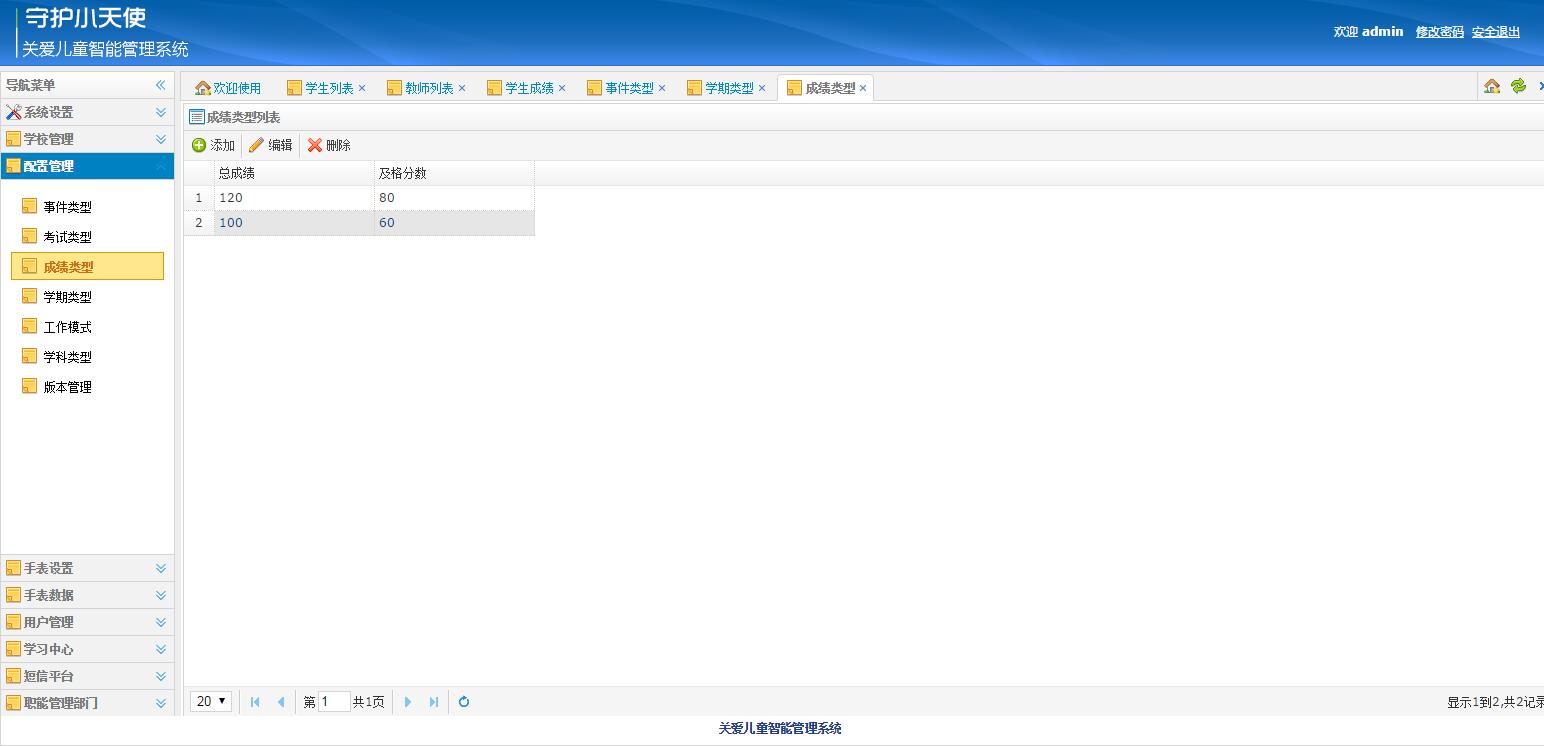 守护小天使
关爱儿童智能管理系统
欢迎 admin 修改密码 安全退出
导航菜单
系统设置
学校管理
配置管理
事件类型
考试类型
成绩类型
学期类型
工作模式
学科类型
版本管理
手表设置
手表数据
用户管理
学习中心
短信平台
职能管理部门
欢迎使用 学生列表 教师列表 学生成绩 事件类型 学期类型 成绩类型
成绩类型列表
添加 编辑 删除
总成绩 及格分数
1 120 80
2 100 60
20 第 1 共1页 显示1到2,共2记录
关爱儿童智能管理系统